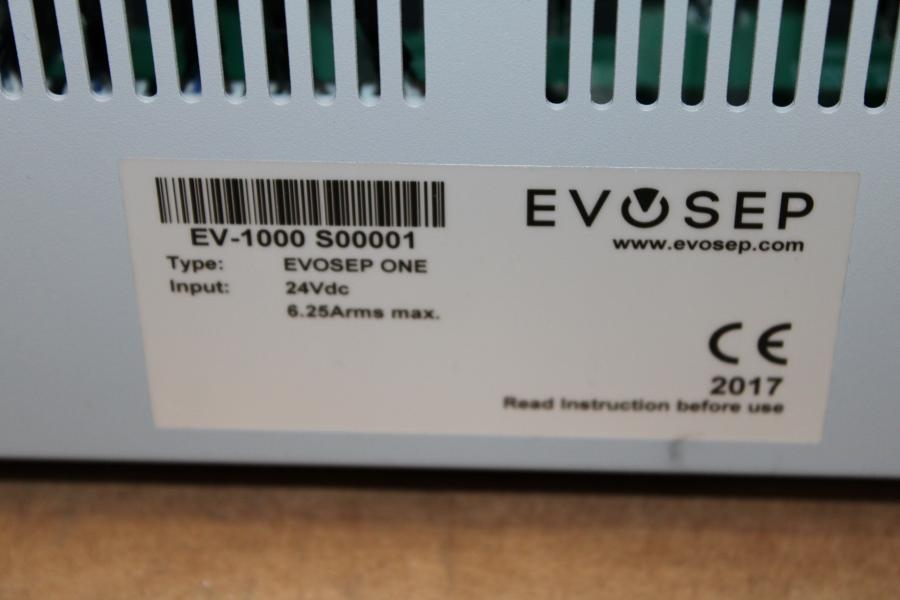 EVOSEP
www.evosep.com
EV-1000 S00001
Type: EVOSEP ONE
Input: 24Vdc
6.25Arms max.
CE
2017
Read Instruction before use